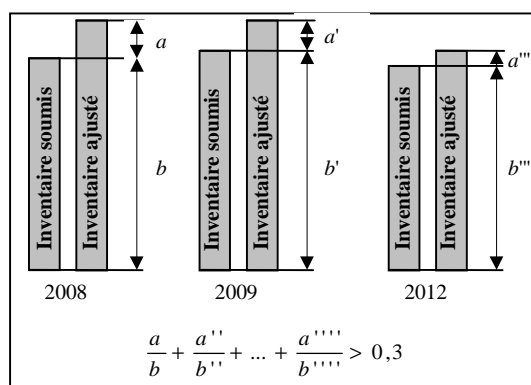 a
b
Inventaire soumis
Inventaire ajusté
a'
b'
Inventaire soumis
Inventaire ajusté
a'''
b'''
Inventaire soumis
Inventaire ajusté
2008
2009
2012
a/b + a''/b'' + ... + a''''/b'''' > 0,3